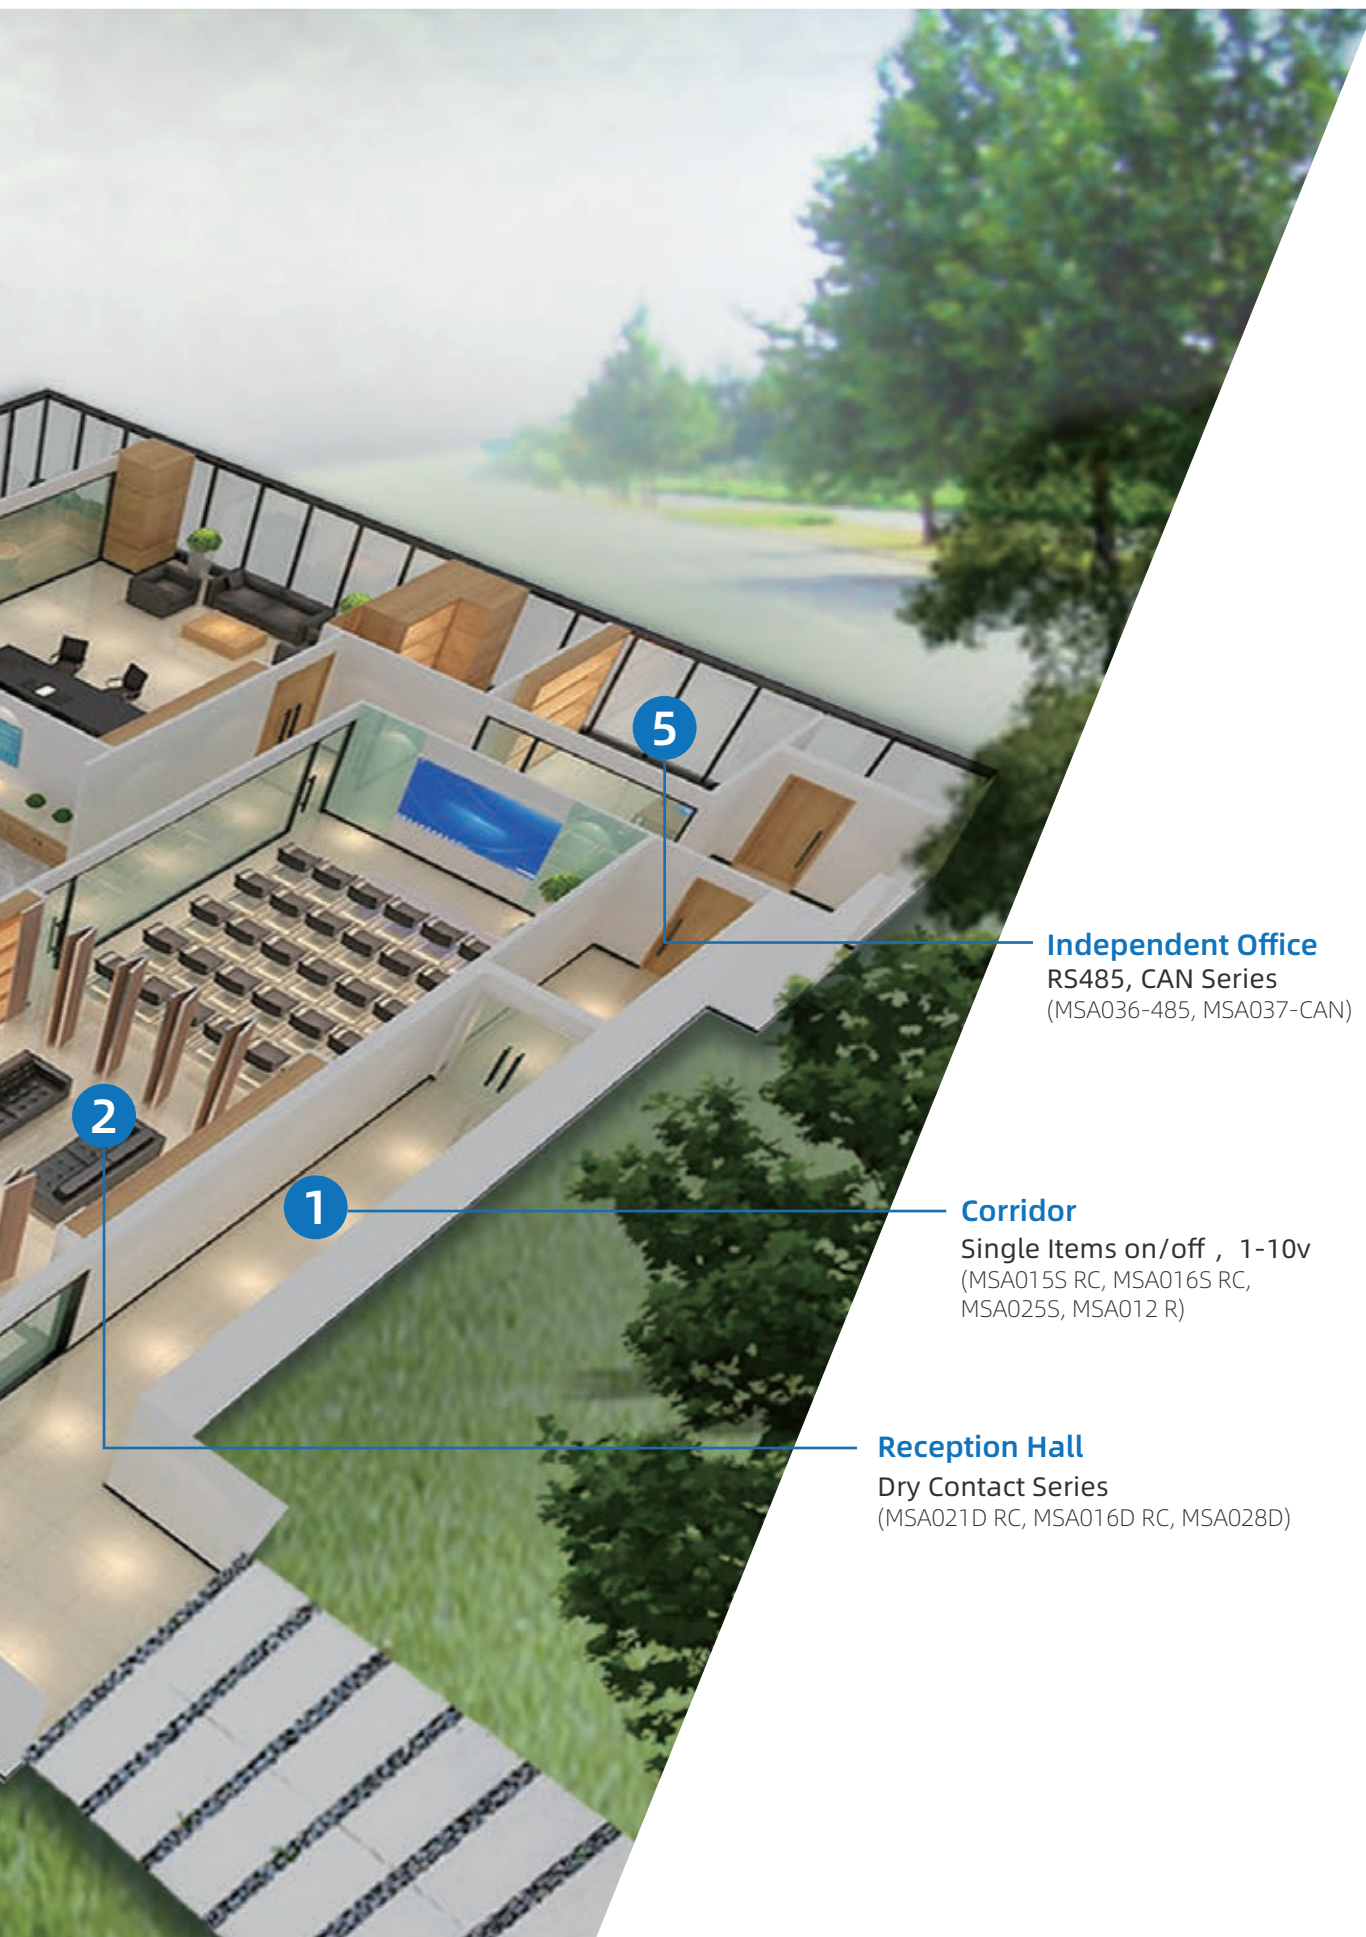 5
Independent Office
RS485, CAN Series
(MSA036-485, MSA037-CAN)
2
1
Corridor
Single Items on/off , 1-10v
(MSA015S RC, MSA016S RC,
MSA025S, MSA012 R)
Reception Hall
Dry Contact Series
(MSA021D RC, MSA016D RC, MSA028D)